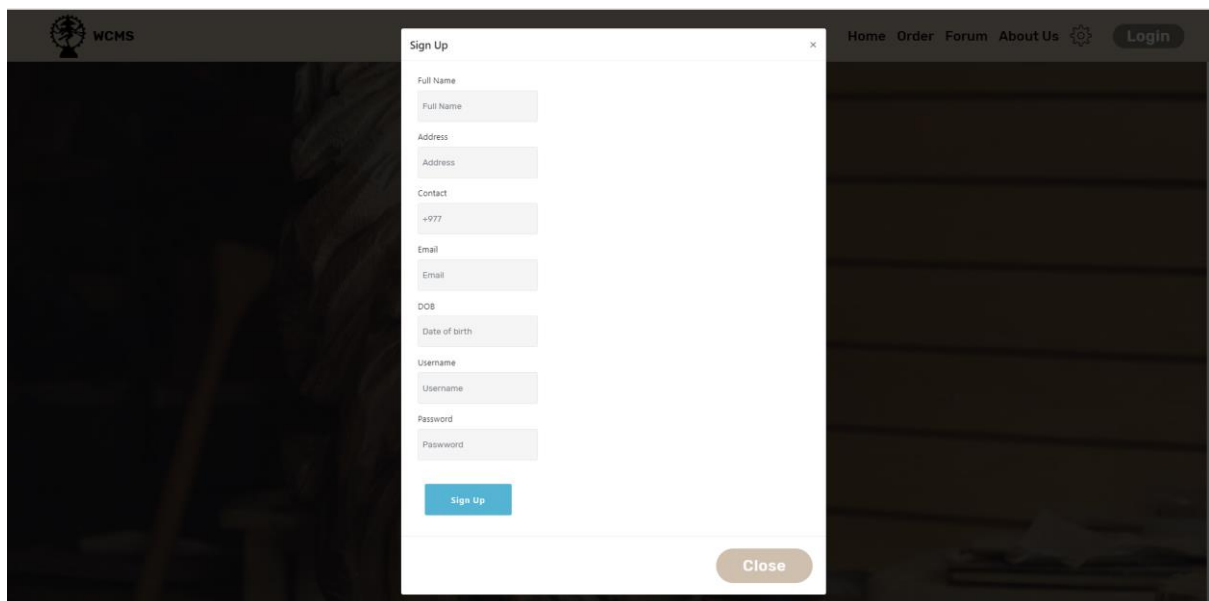 WCMS
Home Order Forum About Us Login
Sign Up ×
Full Name
Full Name
Address
Address
Contact
+977
Email
Email
DOB
Date of birth
Username
Username
Password
Paswword
Sign Up
Close